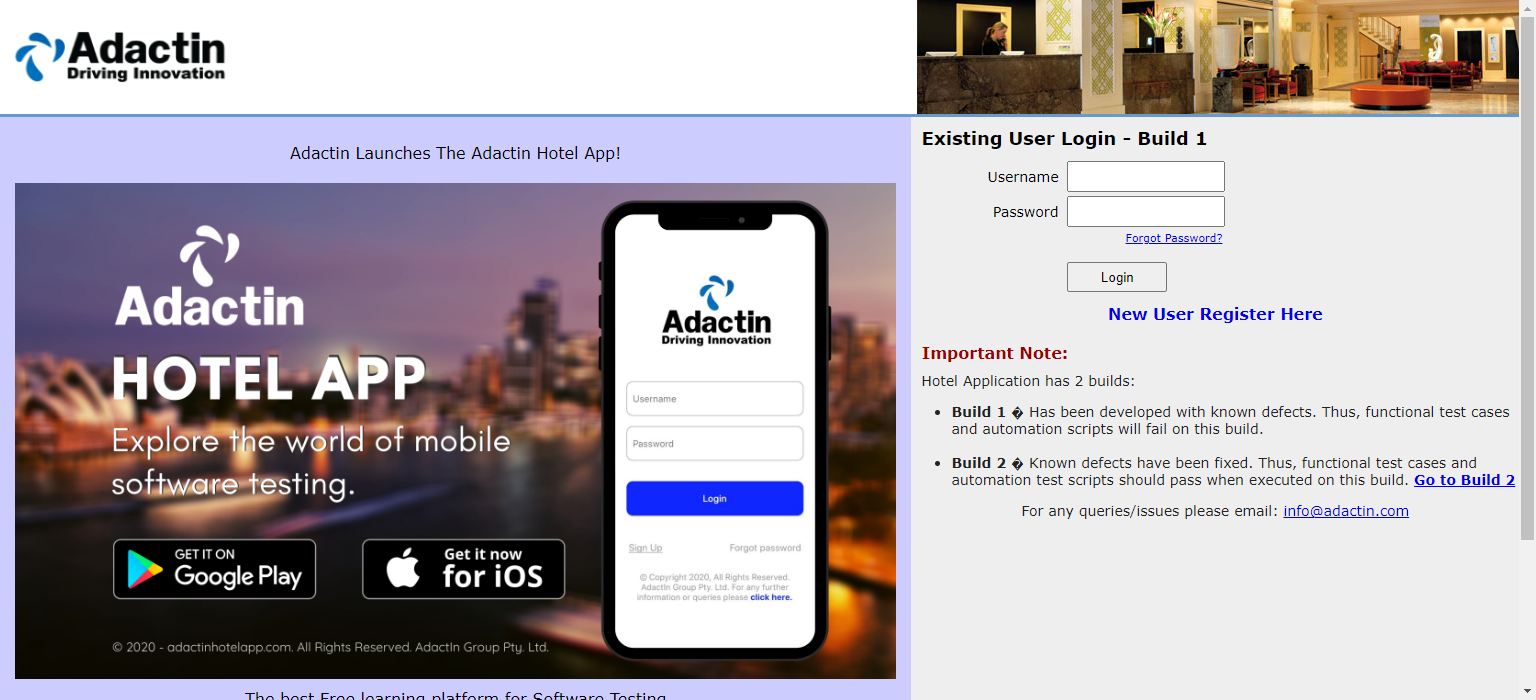 Adactin
Driving Innovation
Adactin Launches The Adactin Hotel App!
Adactin
HOTEL APP
Explore the world of mobile
software testing.
GET IT ON
Google Play
Get it now
for iOS
© 2020 - adactinhotelapp.com. All Rights Reserved. AdactIn Group Pty. Ltd.
Adactin
Driving Innovation
Username
Password
Login
Sign Up Forgot password
© Copyright 2020, All Rights Reserved.
AdactIn Group Pty. Ltd. For any further
information or queries please click here.
The best Free learning platform for Software Testing
Existing User Login - Build 1
Username
Password
Forgot Password?
Login
New User Register Here
Important Note:
Hotel Application has 2 builds:
• Build 1 � Has been developed with known defects. Thus, functional test cases
and automation scripts will fail on this build.
• Build 2 � Known defects have been fixed. Thus, functional test cases and
automation test scripts should pass when executed on this build. Go to Build 2
For any queries/issues please email: info@adactin.com